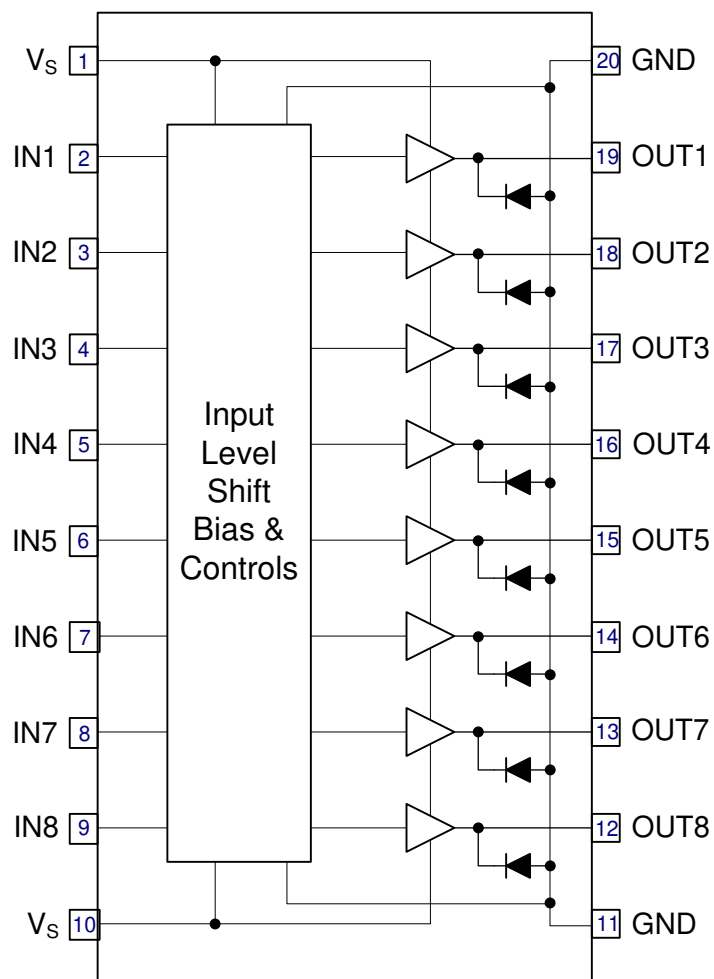 VS 1 20 GND
IN1 2 19 OUT1
IN2 3 18 OUT2
IN3 4 17 OUT3
IN4 5 16 OUT4
IN5 6 15 OUT5
IN6 7 14 OUT6
IN7 8 13 OUT7
IN8 9 12 OUT8
VS 10 11 GND
Input
Level
Shift
Bias &
Controls